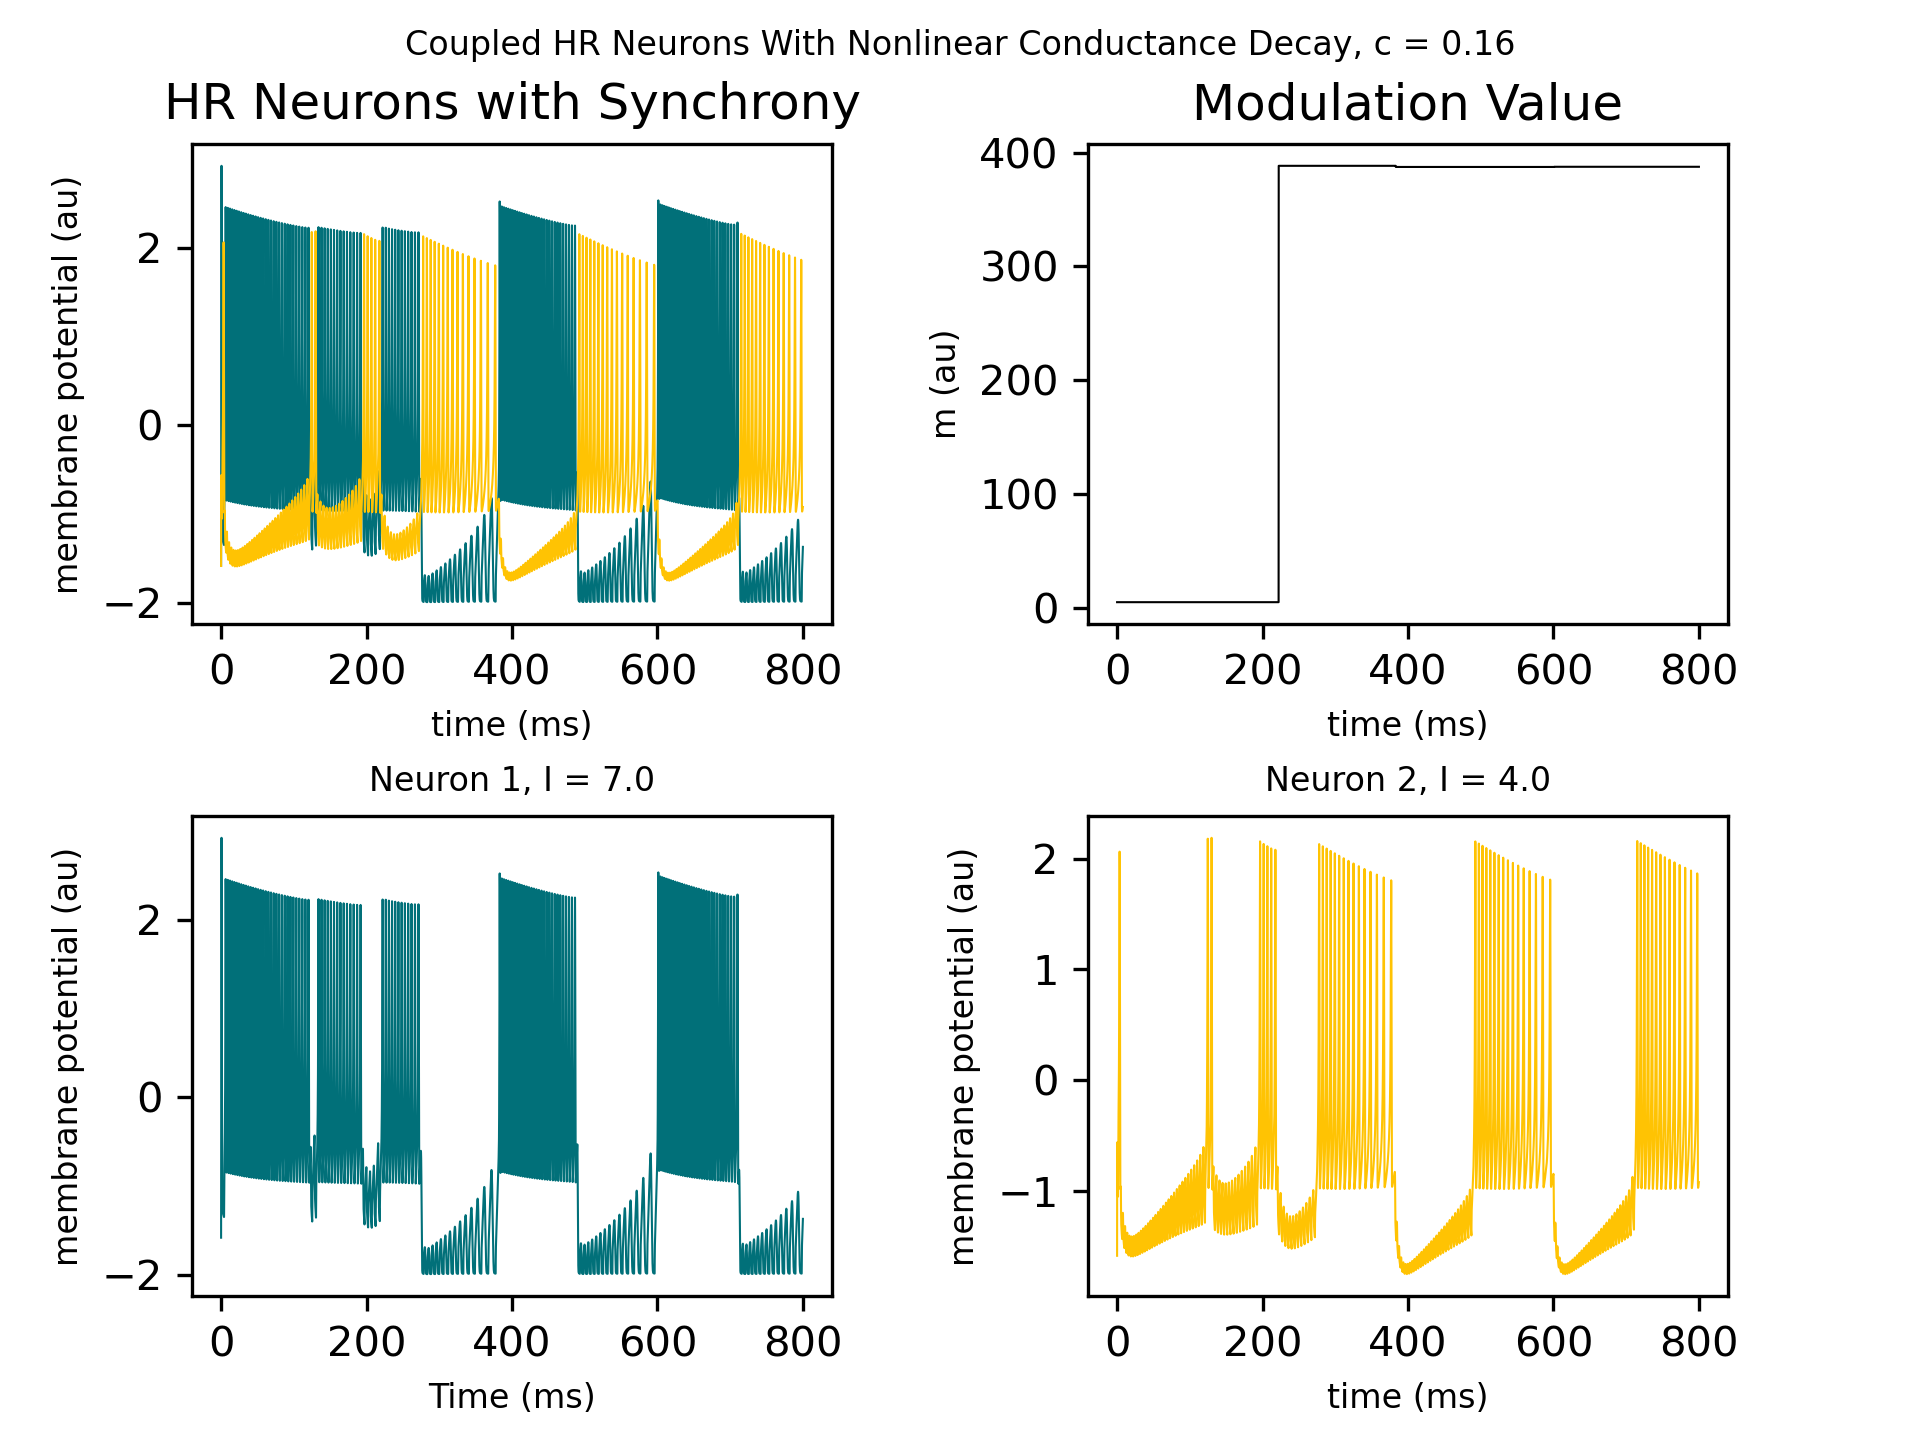 Coupled HR Neurons With Nonlinear Conductance Decay, c = 0.16
HR Neurons with Synchrony
membrane potential (au)
2
0
−2
0 200 400 600 800
time (ms)
Modulation Value
m (au)
400
300
200
100
0
0 200 400 600 800
time (ms)
Neuron 1, I = 7.0
membrane potential (au)
2
0
−2
0 200 400 600 800
Time (ms)
Neuron 2, I = 4.0
membrane potential (au)
2
1
0
−1
0 200 400 600 800
time (ms)